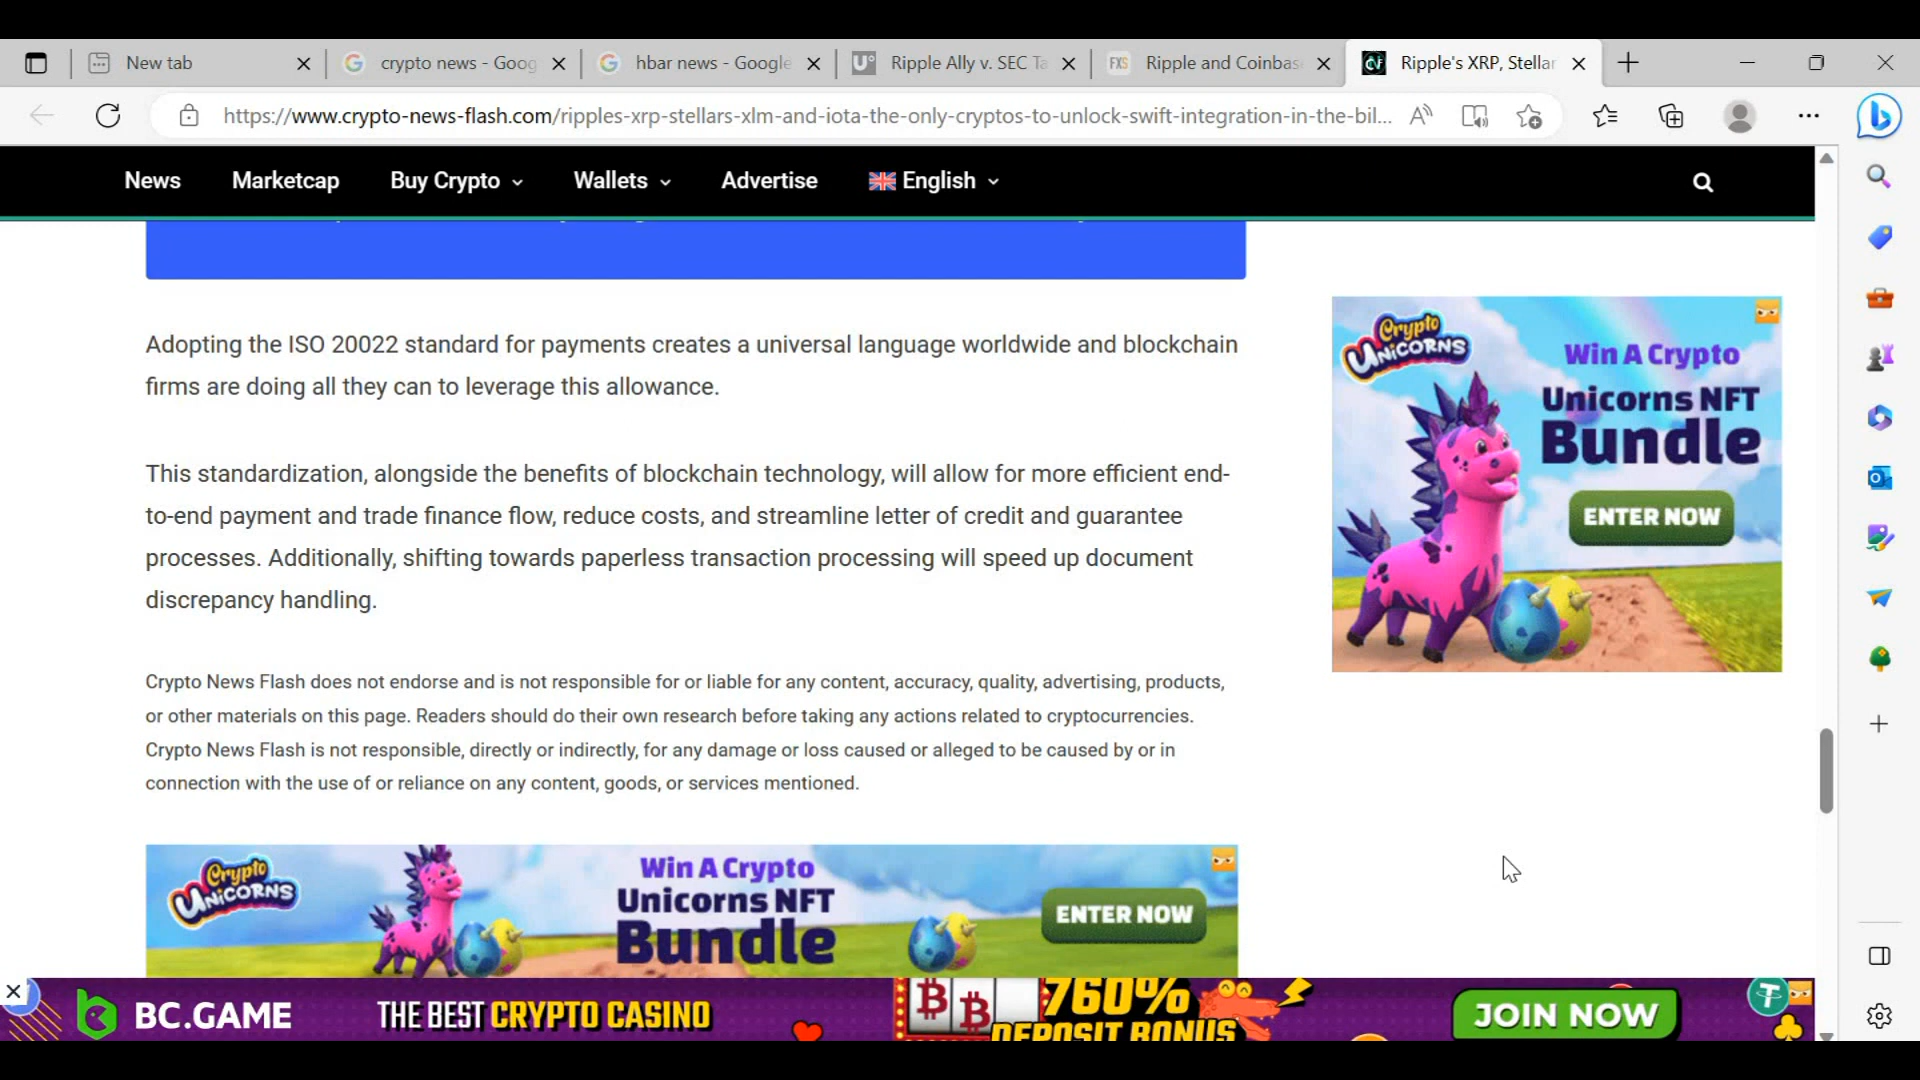 New tab
crypto news - Goog
hbar news - Google
Ripple Ally v. SEC Ta
FXS
Ripple and Coinbas
Ripple's XRP, Stellar
https://www.crypto-news-flash.com/ripples-xrp-stellars-xlm-and-iota-the-only-cryptos-to-unlock-swift-integration-in-the-bil...
News
Marketcap
Buy Crypto
Wallets
Advertise
English
Adopting the ISO 20022 standard for payments creates a universal language worldwide and blockchain
firms are doing all they can to leverage this allowance.
This standardization, alongside the benefits of blockchain technology, will allow for more efficient end-
to-end payment and trade finance flow, reduce costs, and streamline letter of credit and guarantee
processes. Additionally, shifting towards paperless transaction processing will speed up document
discrepancy handling.
Crypto News Flash does not endorse and is not responsible for or liable for any content, accuracy, quality, advertising, products,
or other materials on this page. Readers should do their own research before taking any actions related to cryptocurrencies.
Crypto News Flash is not responsible, directly or indirectly, for any damage or loss caused or alleged to be caused by or in
connection with the use of or reliance on any content, goods, or services mentioned.
Crypto
Unicorns
Win A Crypto
Unicorns NFT
Bundle
ENTER NOW
Crypto
Unicorns
Win A Crypto
Unicorns NFT
Bundle
ENTER NOW
BC.GAME
THE BEST CRYPTO CASINO
760%
DEPOSIT BONUS
JOIN NOW